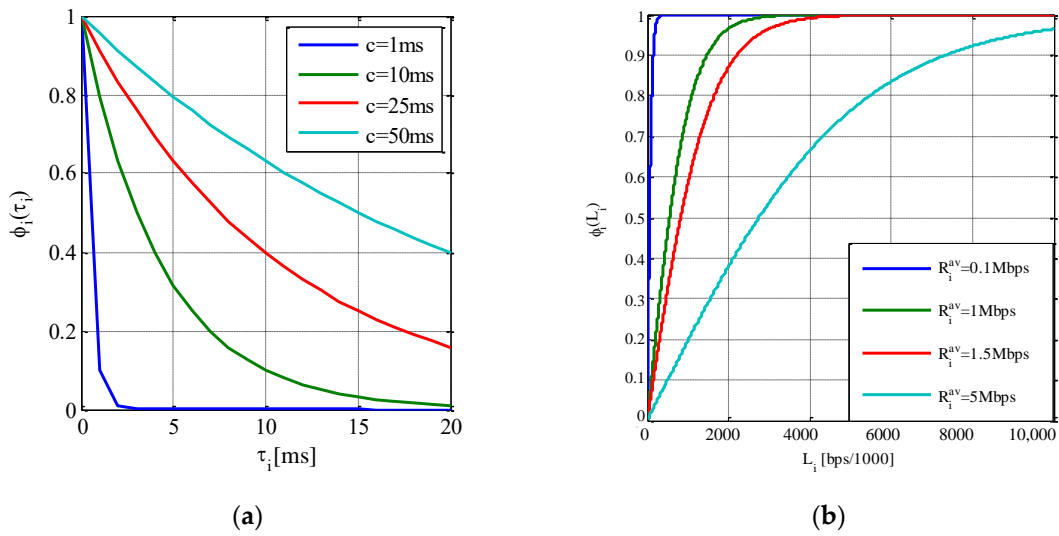 1
0.8
0.6
0.4
0.2
0
0 5 10 15 20
ϕi(τi)
τi[ms]
c=1ms
c=10ms
c=25ms
c=50ms
(a)
1
0.9
0.8
0.7
0.6
0.5
0.4
0.3
0.2
0.1
0
0 2000 4000 6000 8000 10,000
ϕi(Li)
Li [bps/1000]
Riav=0.1Mbps
Riav=1Mbps
Riav=1.5Mbps
Riav=5Mbps
(b)